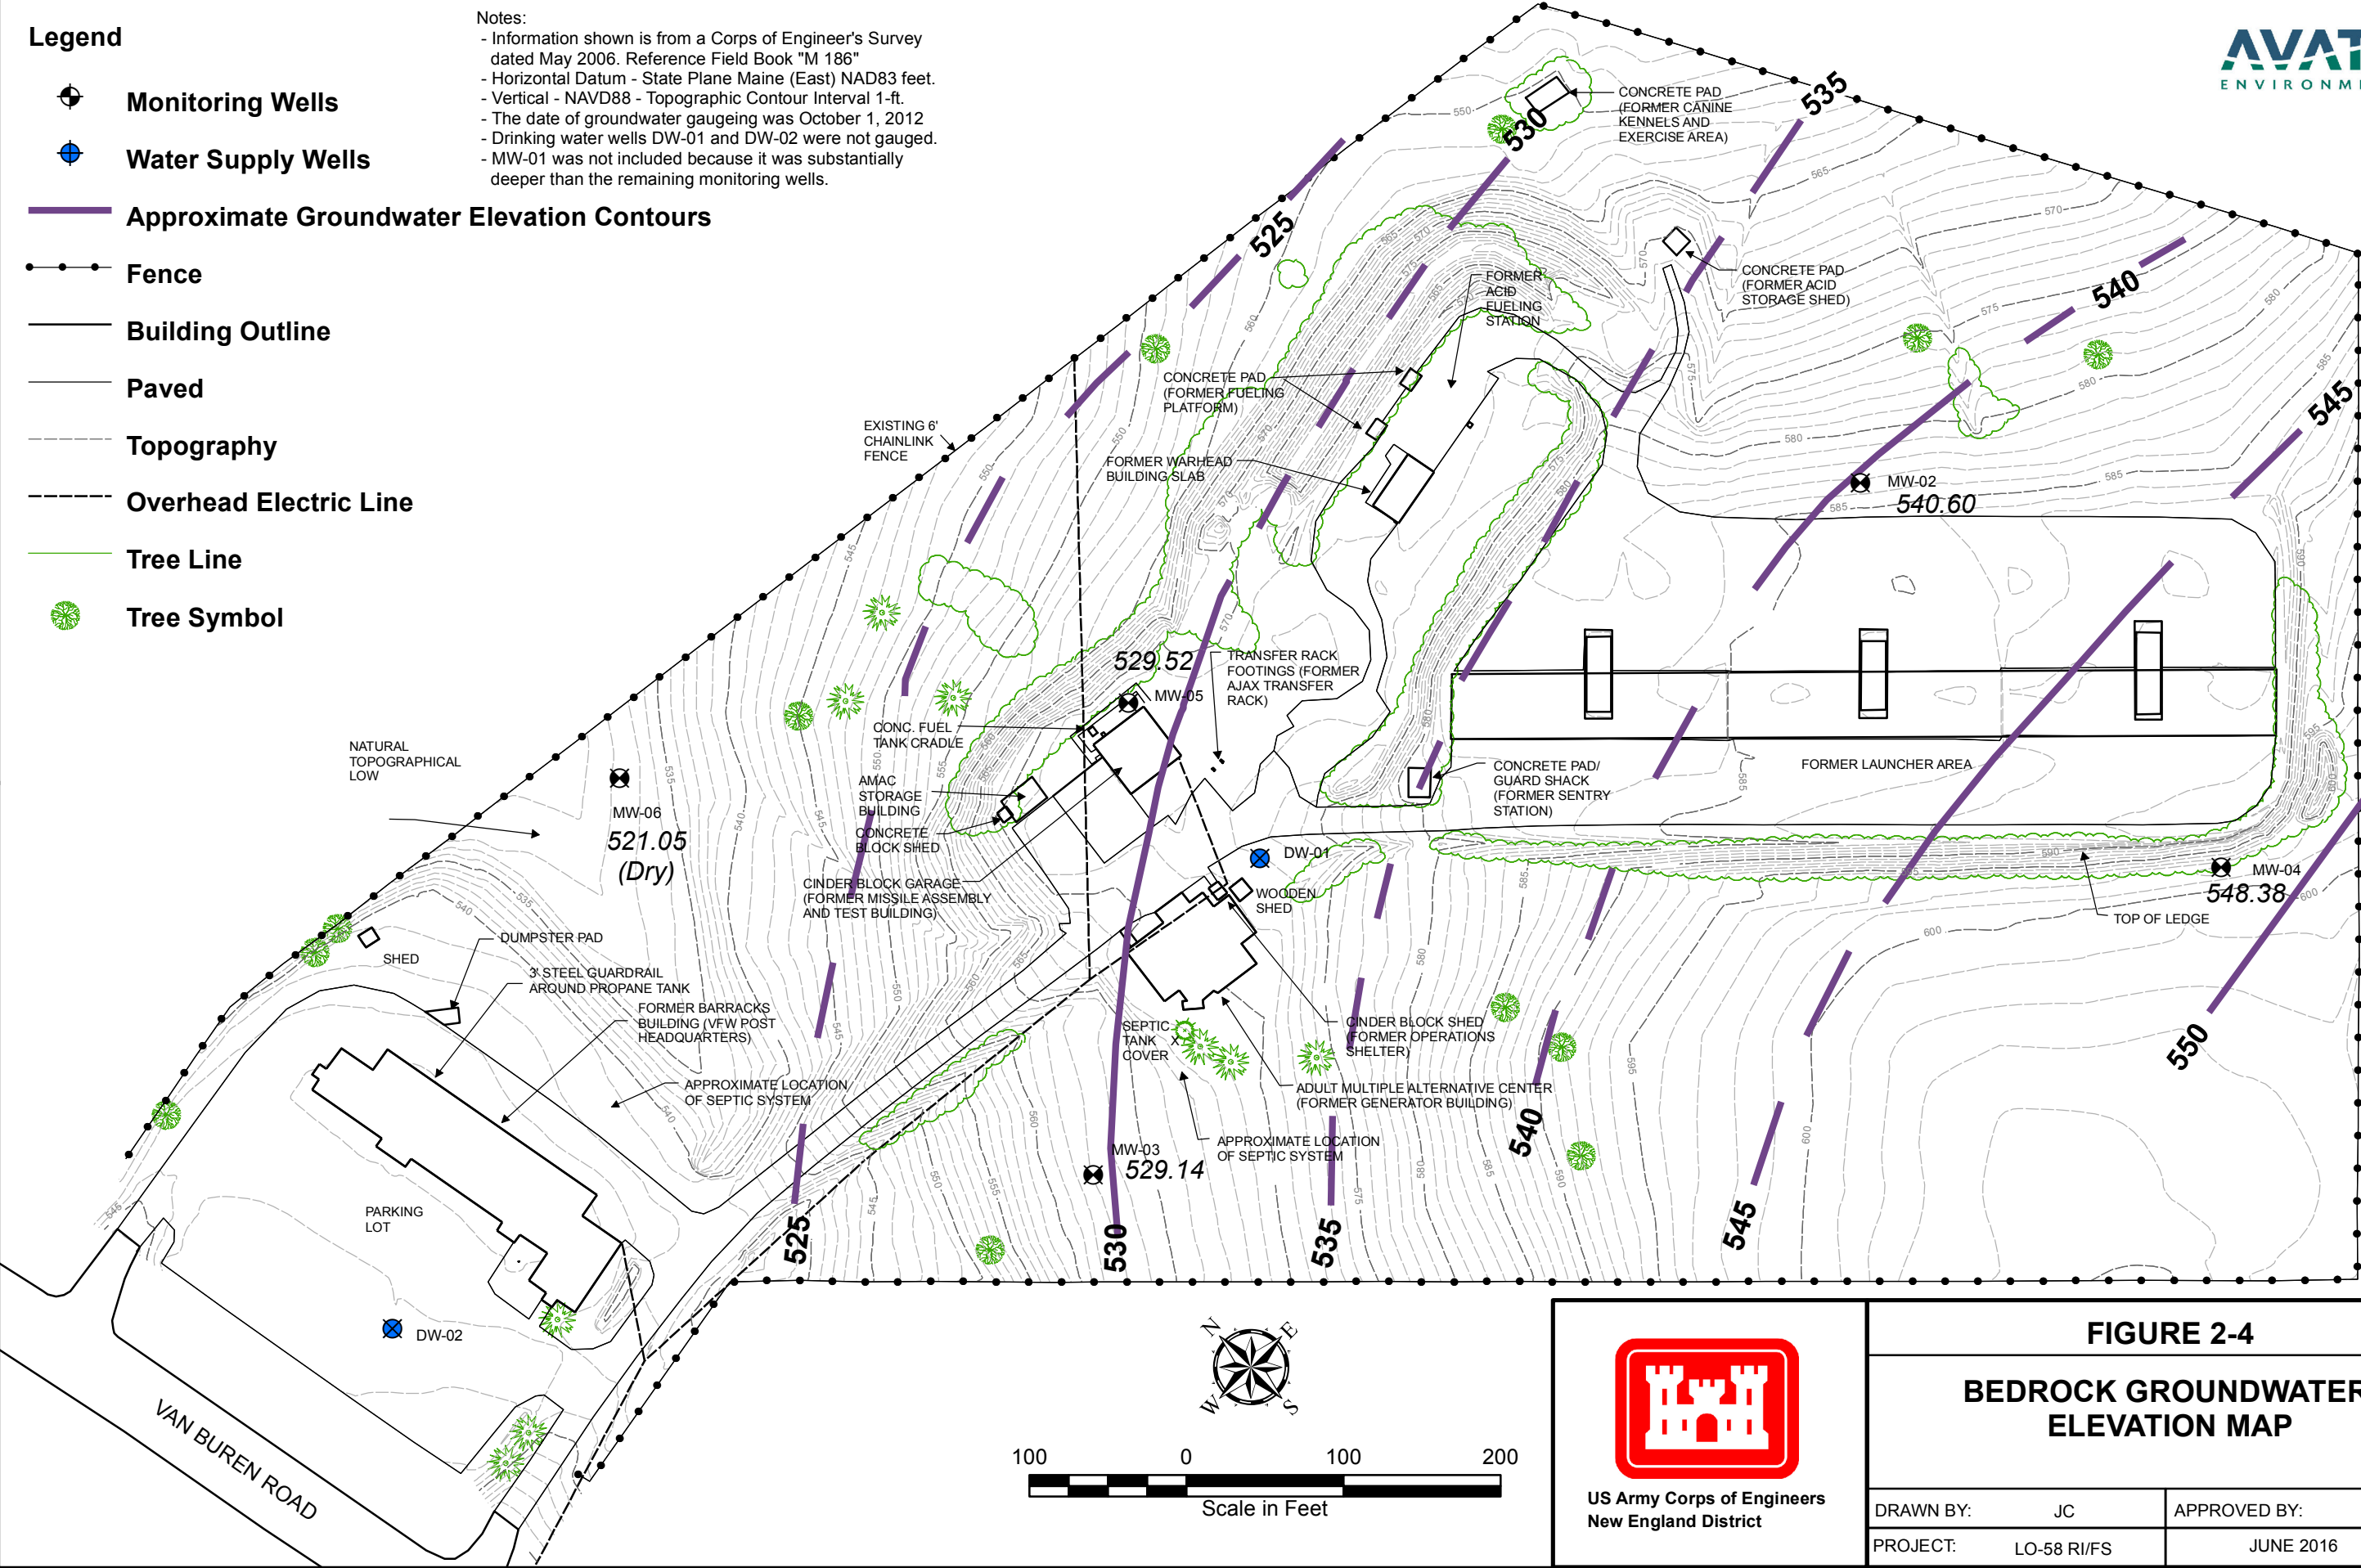 Legend
Monitoring Wells
Water Supply Wells
Approximate Groundwater Elevation Contours
Fence
Building Outline
Paved
Topography
Overhead Electric Line
Tree Line
Tree Symbol
Notes:
- Information shown is from a Corps of Engineer's Survey
dated May 2006. Reference Field Book "M 186"
- Horizontal Datum - State Plane Maine (East) NAD83 feet.
- Vertical - NAVD88 - Topographic Contour Interval 1-ft.
- The date of groundwater gaugeing was October 1, 2012
- Drinking water wells DW-01 and DW-02 were not gauged.
- MW-01 was not included because it was substantially
deeper than the remaining monitoring wells.
CONCRETE PAD
(FORMER CANINE
KENNELS AND
EXERCISE AREA)
535
530
525
550
565
570
CONCRETE PAD
(FORMER ACID
STORAGE SHED)
540
545
FORMER
ACID
FUELING
STATION
CONCRETE PAD
(FORMER FUELING
PLATFORM)
EXISTING 6'
CHAINLINK
FENCE
FORMER WARHEAD
BUILDING SLAB
MW-02
540.60
575
580
585
529.52
MW-05
TRANSFER RACK
FOOTINGS (FORMER
AJAX TRANSFER
RACK)
CONC. FUEL
TANK CRADLE
AMAC
STORAGE
BUILDING
CONCRETE
BLOCK SHED
CINDER BLOCK GARAGE
(FORMER MISSILE ASSEMBLY
AND TEST BUILDING)
NATURAL
TOPOGRAPHICAL
LOW
MW-06
521.05
(Dry)
CONCRETE PAD/
GUARD SHACK
(FORMER SENTRY
STATION)
FORMER LAUNCHER AREA
DW-01
WOODEN
SHED
MW-04
548.38
TOP OF LEDGE
600
550
SHED
DUMPSTER PAD
3' STEEL GUARDRAIL
AROUND PROPANE TANK
FORMER BARRACKS
BUILDING (VFW POST
HEADQUARTERS)
APPROXIMATE LOCATION
OF SEPTIC SYSTEM
SEPTIC
TANK X
COVER
CINDER BLOCK SHED
(FORMER OPERATIONS
SHELTER)
ADULT MULTIPLE ALTERNATIVE CENTER
(FORMER GENERATOR BUILDING)
APPROXIMATE LOCATION
OF SEPTIC SYSTEM
MW-03
529.14
525
530
535
540
545
PARKING
LOT
DW-02
VAN BUREN ROAD
N
E
W
S
100 0 100 200
Scale in Feet
US Army Corps of Engineers
New England District
FIGURE 2-4
BEDROCK GROUNDWATER
ELEVATION MAP
DRAWN BY: JC
APPROVED BY:
PROJECT: LO-58 RI/FS
JUNE 2016